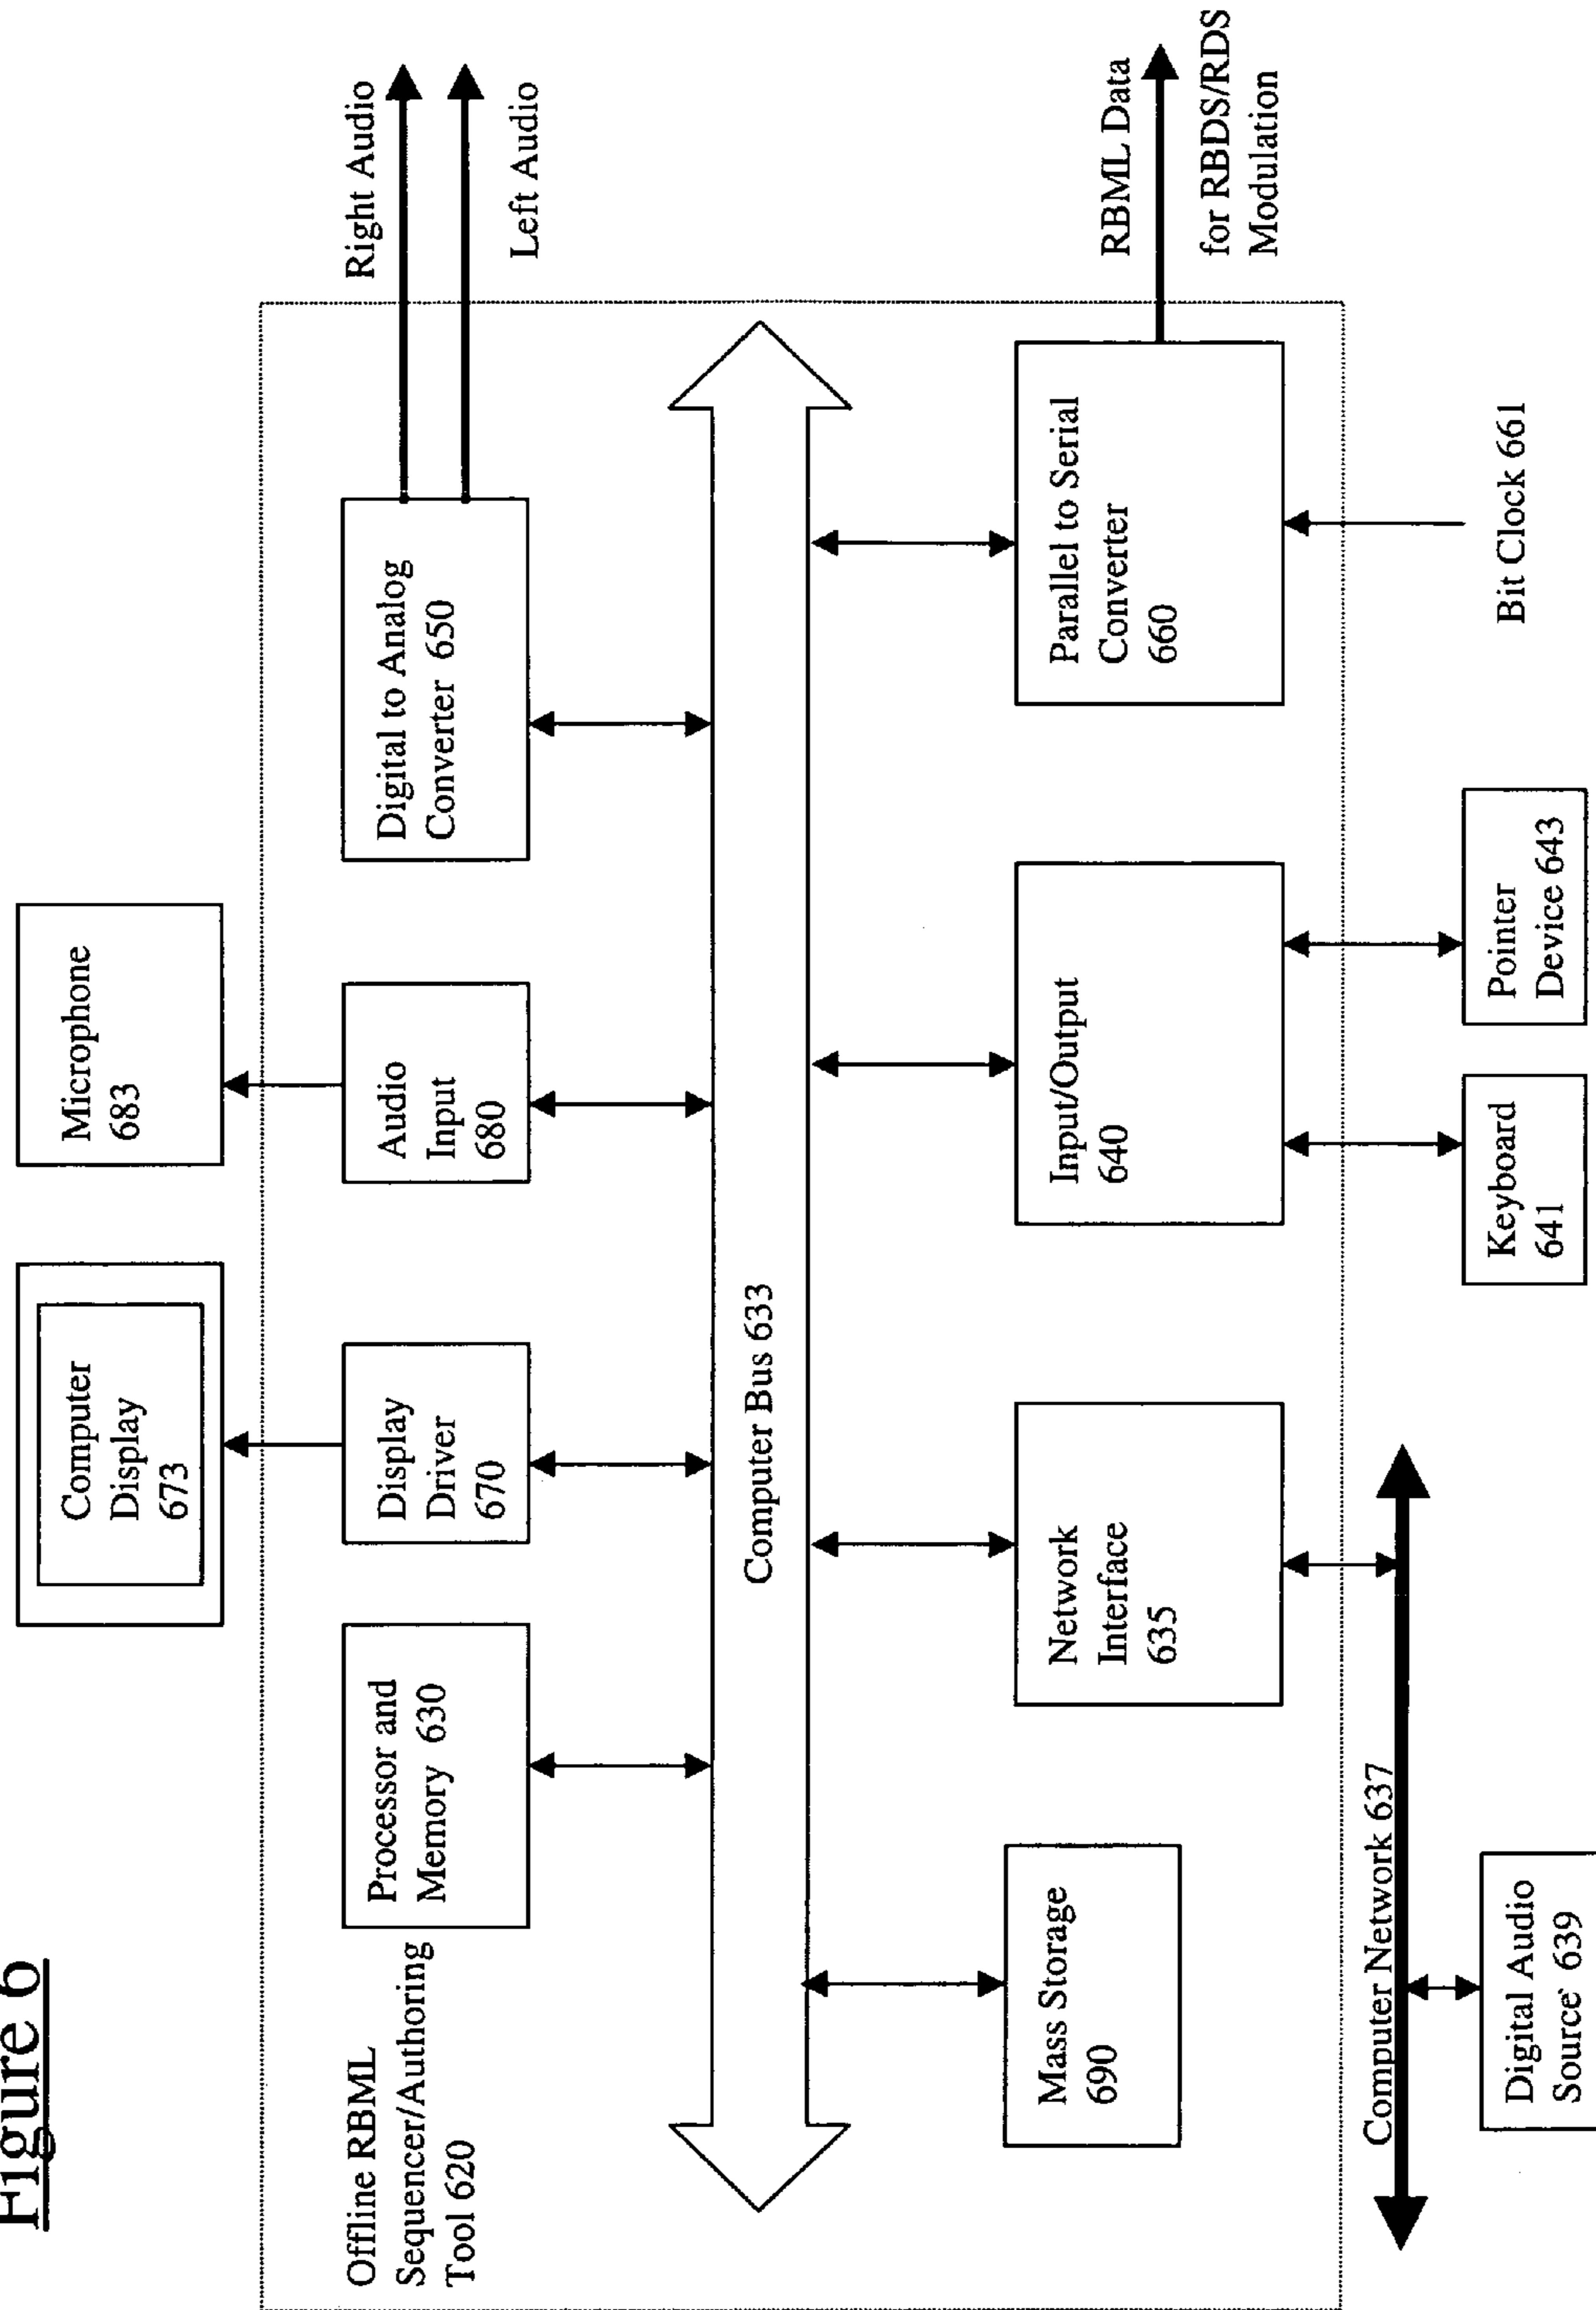 Figure 6
Offline RBML
Sequencer/Authoring
Tool 620
Processor and
Memory 630
Computer
Display
673
Display
Driver
670
Microphone
683
Audio
Input
680
Digital to Analog
Converter 650
Right Audio
Left Audio
Computer Bus 633
Mass Storage
690
Network
Interface
635
Input/Output
640
Parallel to Serial
Converter
660
RBML Data
for RBDS/RDS
Modulation
Computer Network 637
Digital Audio
Source 639
Keyboard
641
Pointer
Device 643
Bit Clock 661